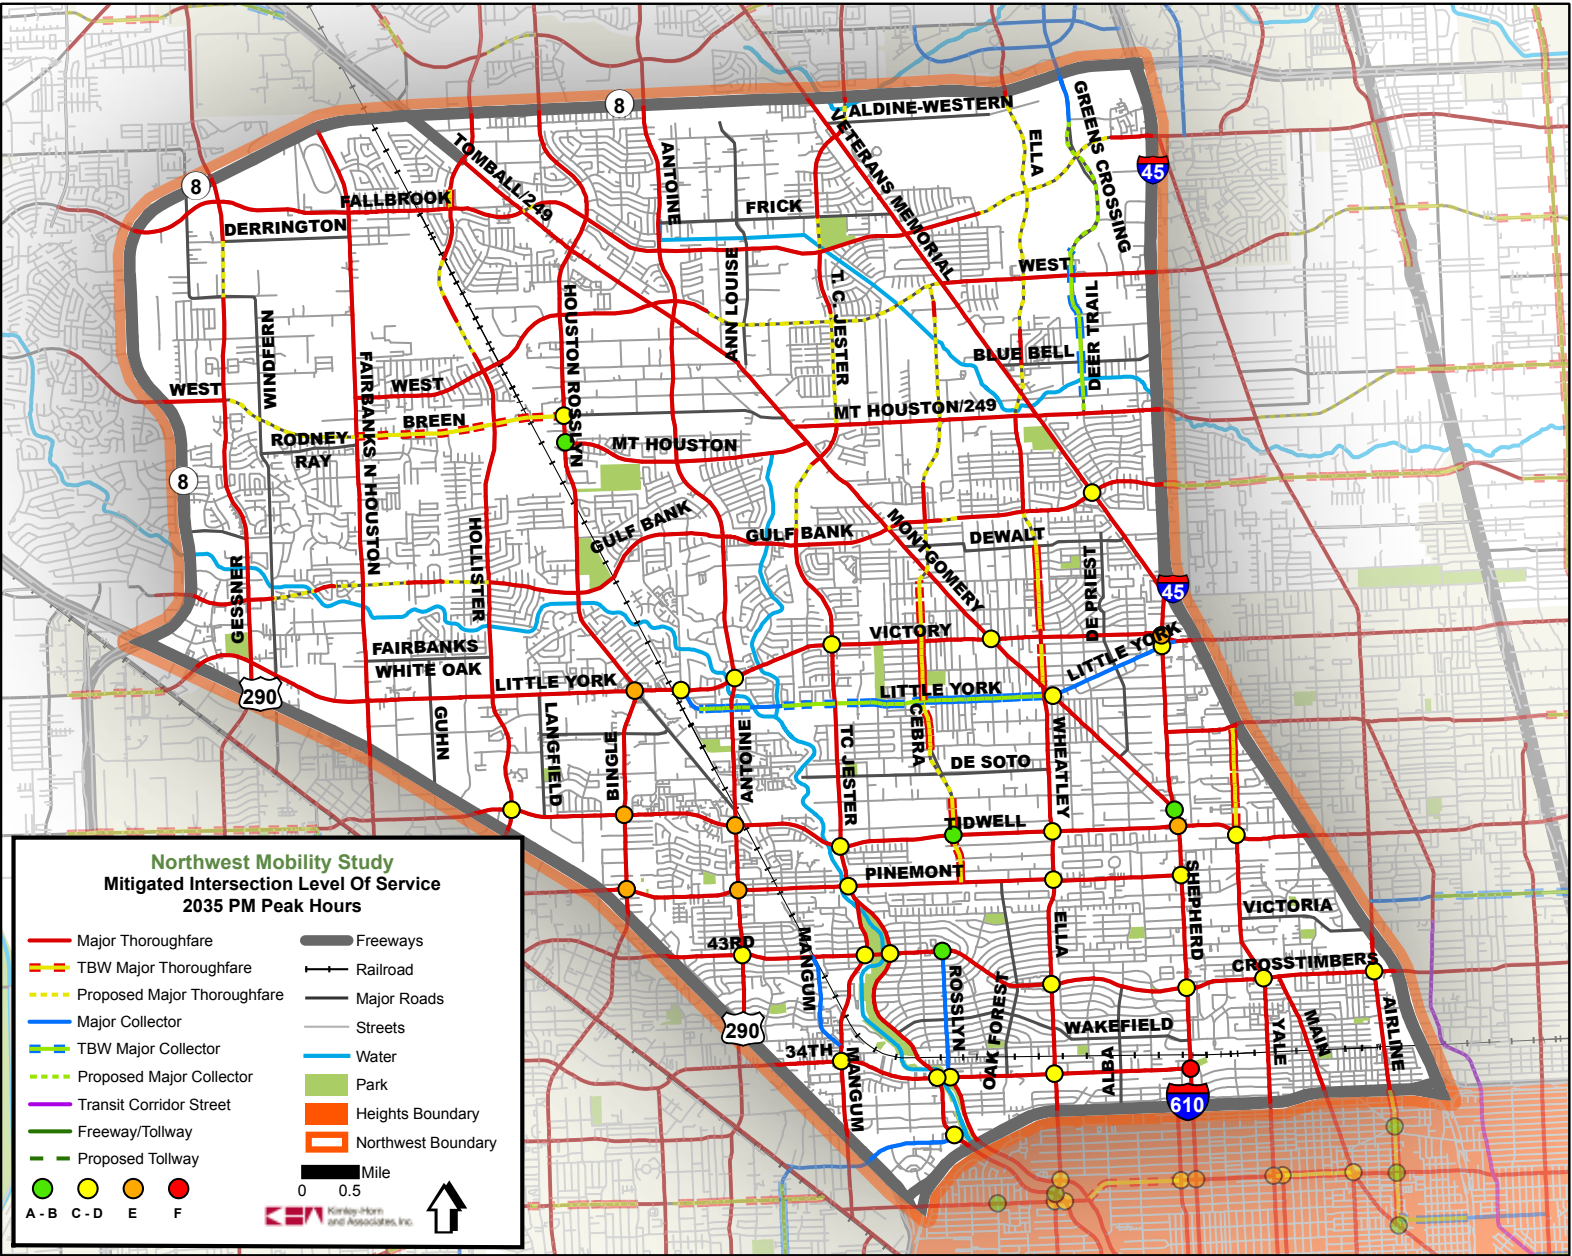 8
ALDINE-WESTERN
GREENS CROSSING
VETERANS MEMORIAL
ELLA
TOMBALL/249
ANTOINE
45
8
FALLBROOK
FRICK
DERRINGTON
ANN LOUISE
WEST
T. C. JESTER
DEER TRAIL
HOUSTON ROSSLYN
WINDFERN
FAIRBANKS N HOUSTON
BLUE BELL
WEST
WEST
MT HOUSTON/249
BREEN
RODNEY
RAY
MT HOUSTON
8
GULF BANK
GULF BANK
MONTGOMERY
DEWALT
HOLLISTER
DE PRIEST
GESSNER
45
VICTORY
FAIRBANKS
WHITE OAK
LITTLE YORK
LITTLE YORK
LITTLE YORK
290
GUHN
LANGFIELD
BINGLE
ANTOINE
TC JESTER
CEBRA
WHEATLEY
DE SOTO
TIDWELL
PINEMONT
SHEPHERD
VICTORIA
43RD
MANGUM
ELLA
CROSSTIMBERS
ROSSLYN
OAK FOREST
WAKEFIELD
290
34TH
MANGUM
ALBA
YALE
MAIN
AIRLINE
610
Northwest Mobility Study
Mitigated Intersection Level Of Service
2035 PM Peak Hours
Major Thoroughfare
TBW Major Thoroughfare
Proposed Major Thoroughfare
Major Collector
TBW Major Collector
Proposed Major Collector
Transit Corridor Street
Freeway/Tollway
Proposed Tollway
A - B
C - D
E
F
Freeways
Railroad
Major Roads
Streets
Water
Park
Heights Boundary
Northwest Boundary
Mile
0 0.5
Kimley-Horn
and Associates, Inc.